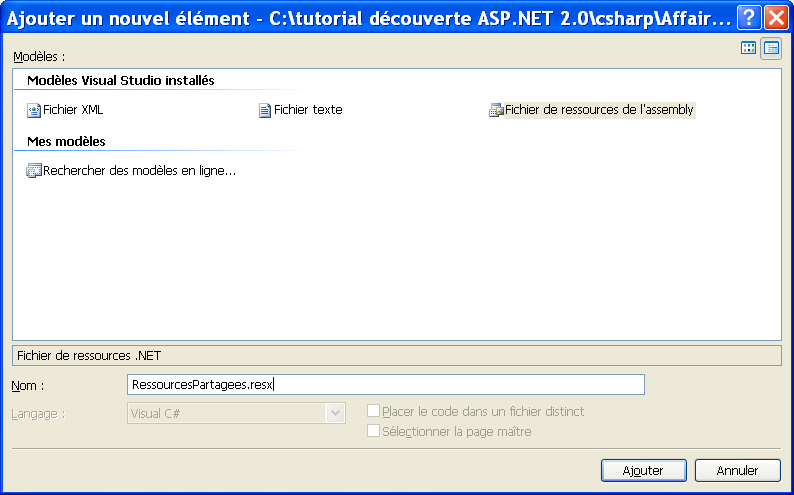 Ajouter un nouvel élément - C:\tutorial découverte ASP.NET 2.0\csharp\Affair...
Modèles :
Modèles Visual Studio installés
Fichier XML
Fichier texte
Fichier de ressources de l'assembly
Mes modèles
Rechercher des modèles en ligne...
Fichier de ressources .NET
Nom :
RessourcesPartagees.resx
Langage :
Visual C#
Placer le code dans un fichier distinct
Sélectionner la page maître
Ajouter
Annuler